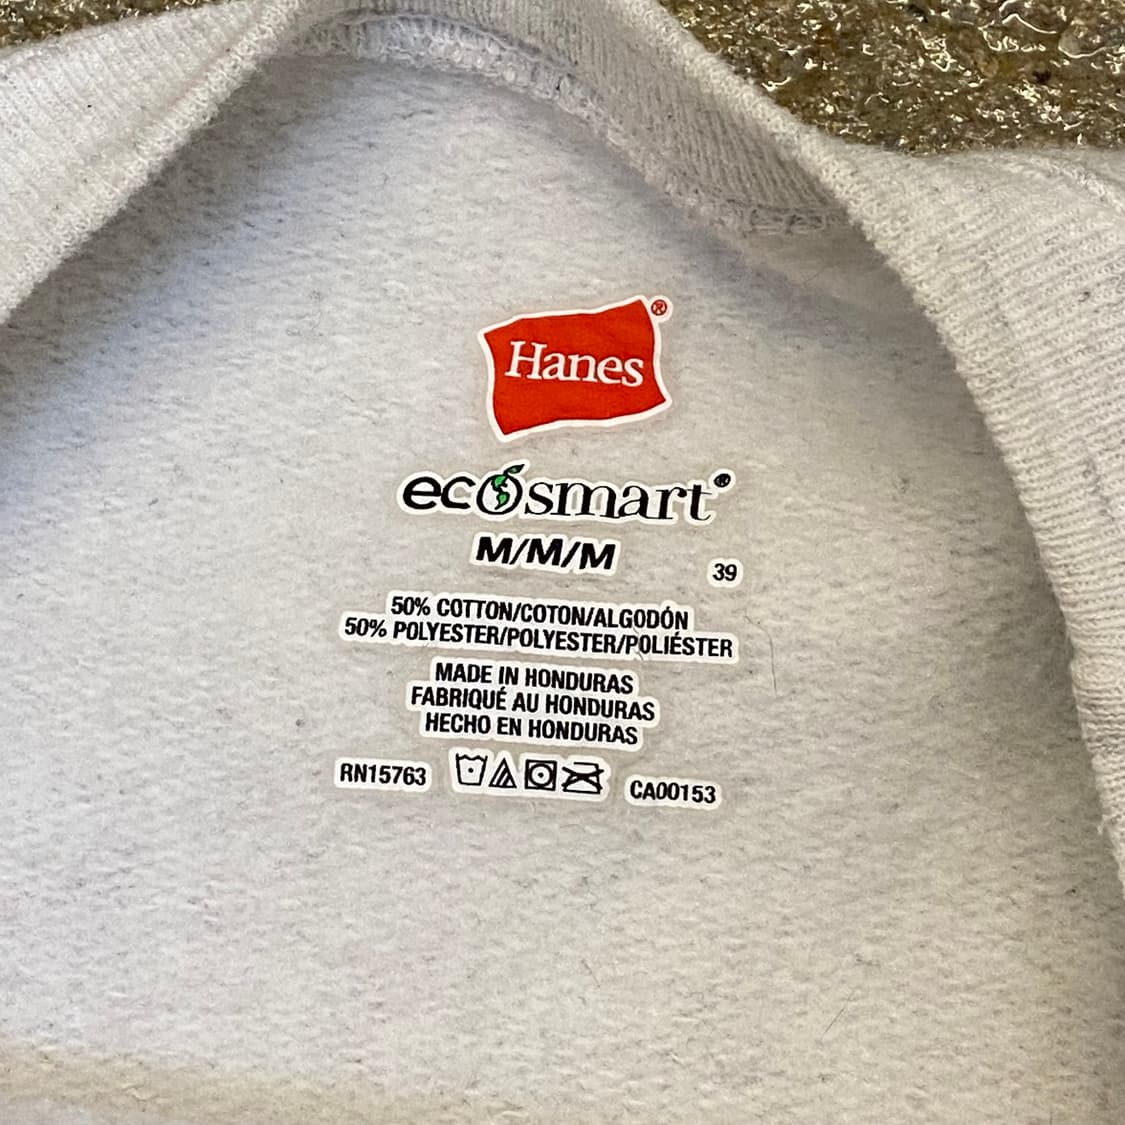 Hanes®
ecosmart®
M/M/M
39
50% COTTON/COTON/ALGODÓN
50% POLYESTER/POLYESTER/POLIÉSTER
MADE IN HONDURAS
FABRIQUÉ AU HONDURAS
HECHO EN HONDURAS
RN15763 CA00153